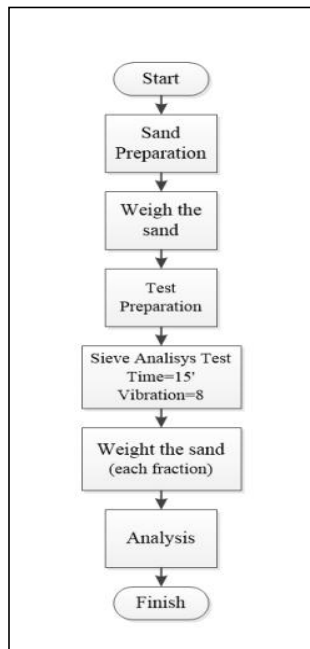 Start
Sand
Preparation
Weigh the
sand
Test
Preparation
Sieve Analisys Test
Time=15'
Vibration=8
Weight the sand
(each fraction)
Analysis
Finish